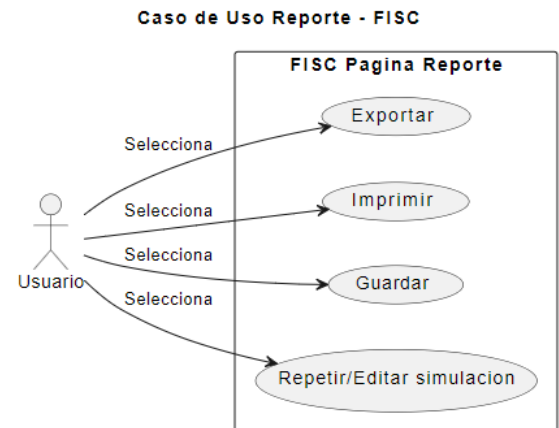 Caso de Uso Reporte - FISC
FISC Pagina Reporte
Exportar
Selecciona
Imprimir
Selecciona
Selecciona
Guardar
Usuario
Selecciona
Repetir/Editar simulacion